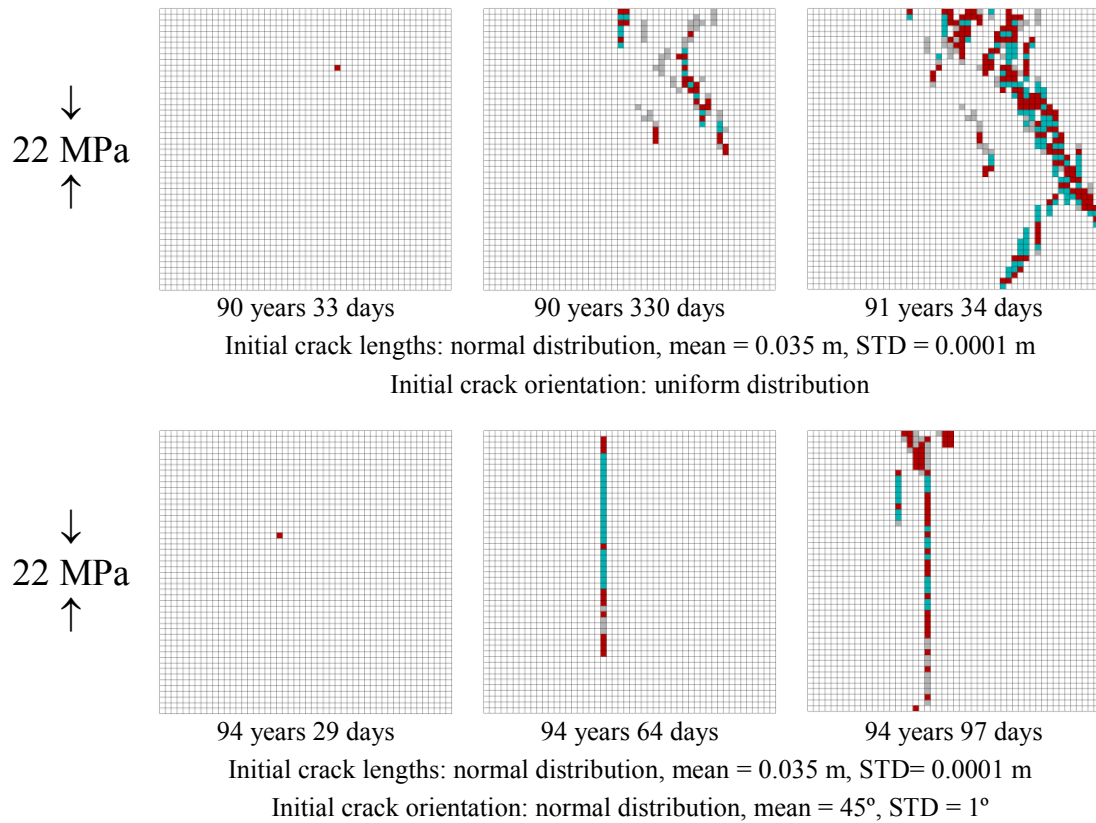 ↓
22 MPa
↑
90 years 33 days 90 years 330 days 91 years 34 days
Initial crack lengths: normal distribution, mean = 0.035 m, STD = 0.0001 m
Initial crack orientation: uniform distribution
↓
22 MPa
↑
94 years 29 days 94 years 64 days 94 years 97 days
Initial crack lengths: normal distribution, mean = 0.035 m, STD= 0.0001 m
Initial crack orientation: normal distribution, mean = 45º, STD = 1º